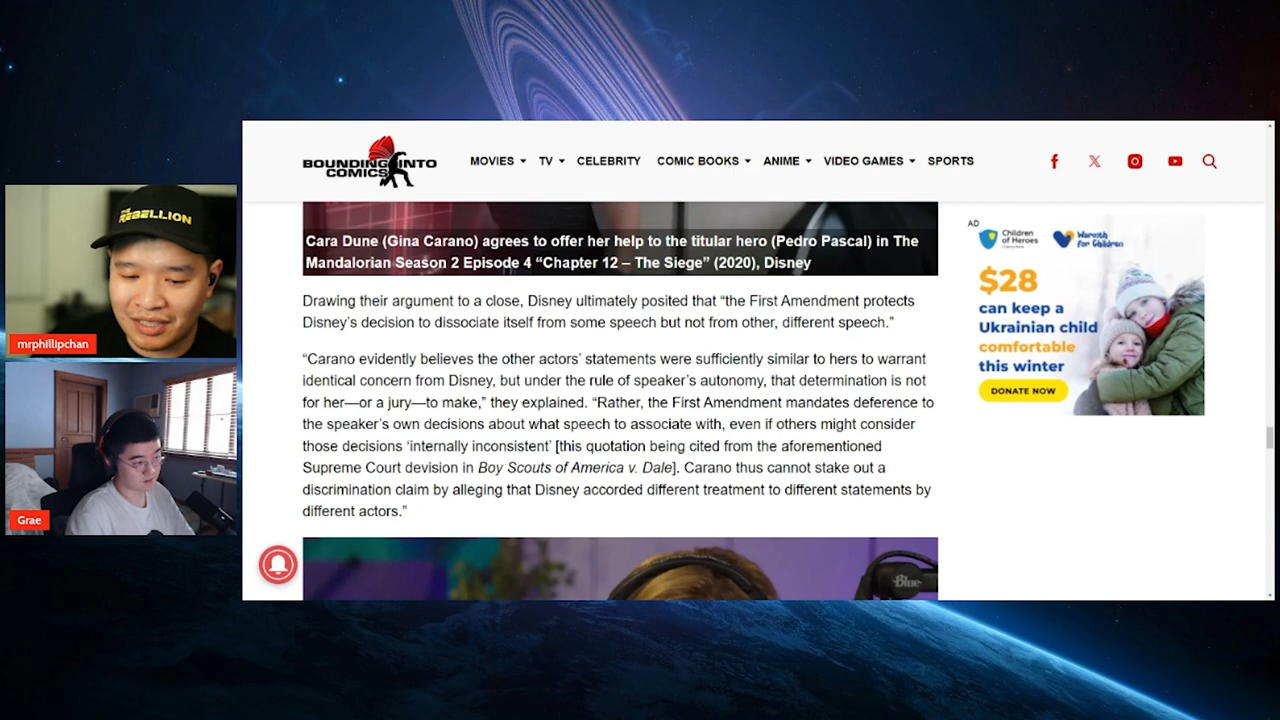 THE
REBELLION
mrphillipchan
Grae
BOUNDING INTO
COMICS
MOVIES
TV
CELEBRITY
COMIC BOOKS
ANIME
VIDEO GAMES
SPORTS
Cara Dune (Gina Carano) agrees to offer her help to the titular hero (Pedro Pascal) in The
Mandalorian Season 2 Episode 4 “Chapter 12 – The Siege” (2020), Disney
Drawing their argument to a close, Disney ultimately posited that “the First Amendment protects
Disney’s decision to dissociate itself from some speech but not from other, different speech.”
“Carano evidently believes the other actors’ statements were sufficiently similar to hers to warrant
identical concern from Disney, but under the rule of speaker’s autonomy, that determination is not
for her—or a jury—to make,” they explained. “Rather, the First Amendment mandates deference to
the speaker’s own decisions about what speech to associate with, even if others might consider
those decisions ‘internally inconsistent’ [this quotation being cited from the aforementioned
Supreme Court devision in Boy Scouts of America v. Dale]. Carano thus cannot stake out a
discrimination claim by alleging that Disney accorded different treatment to different statements by
different actors.”
Blue
AD
Children
of Heroes
Warmth
for Children
$28
can keep a
Ukrainian child
comfortable
this winter
DONATE NOW